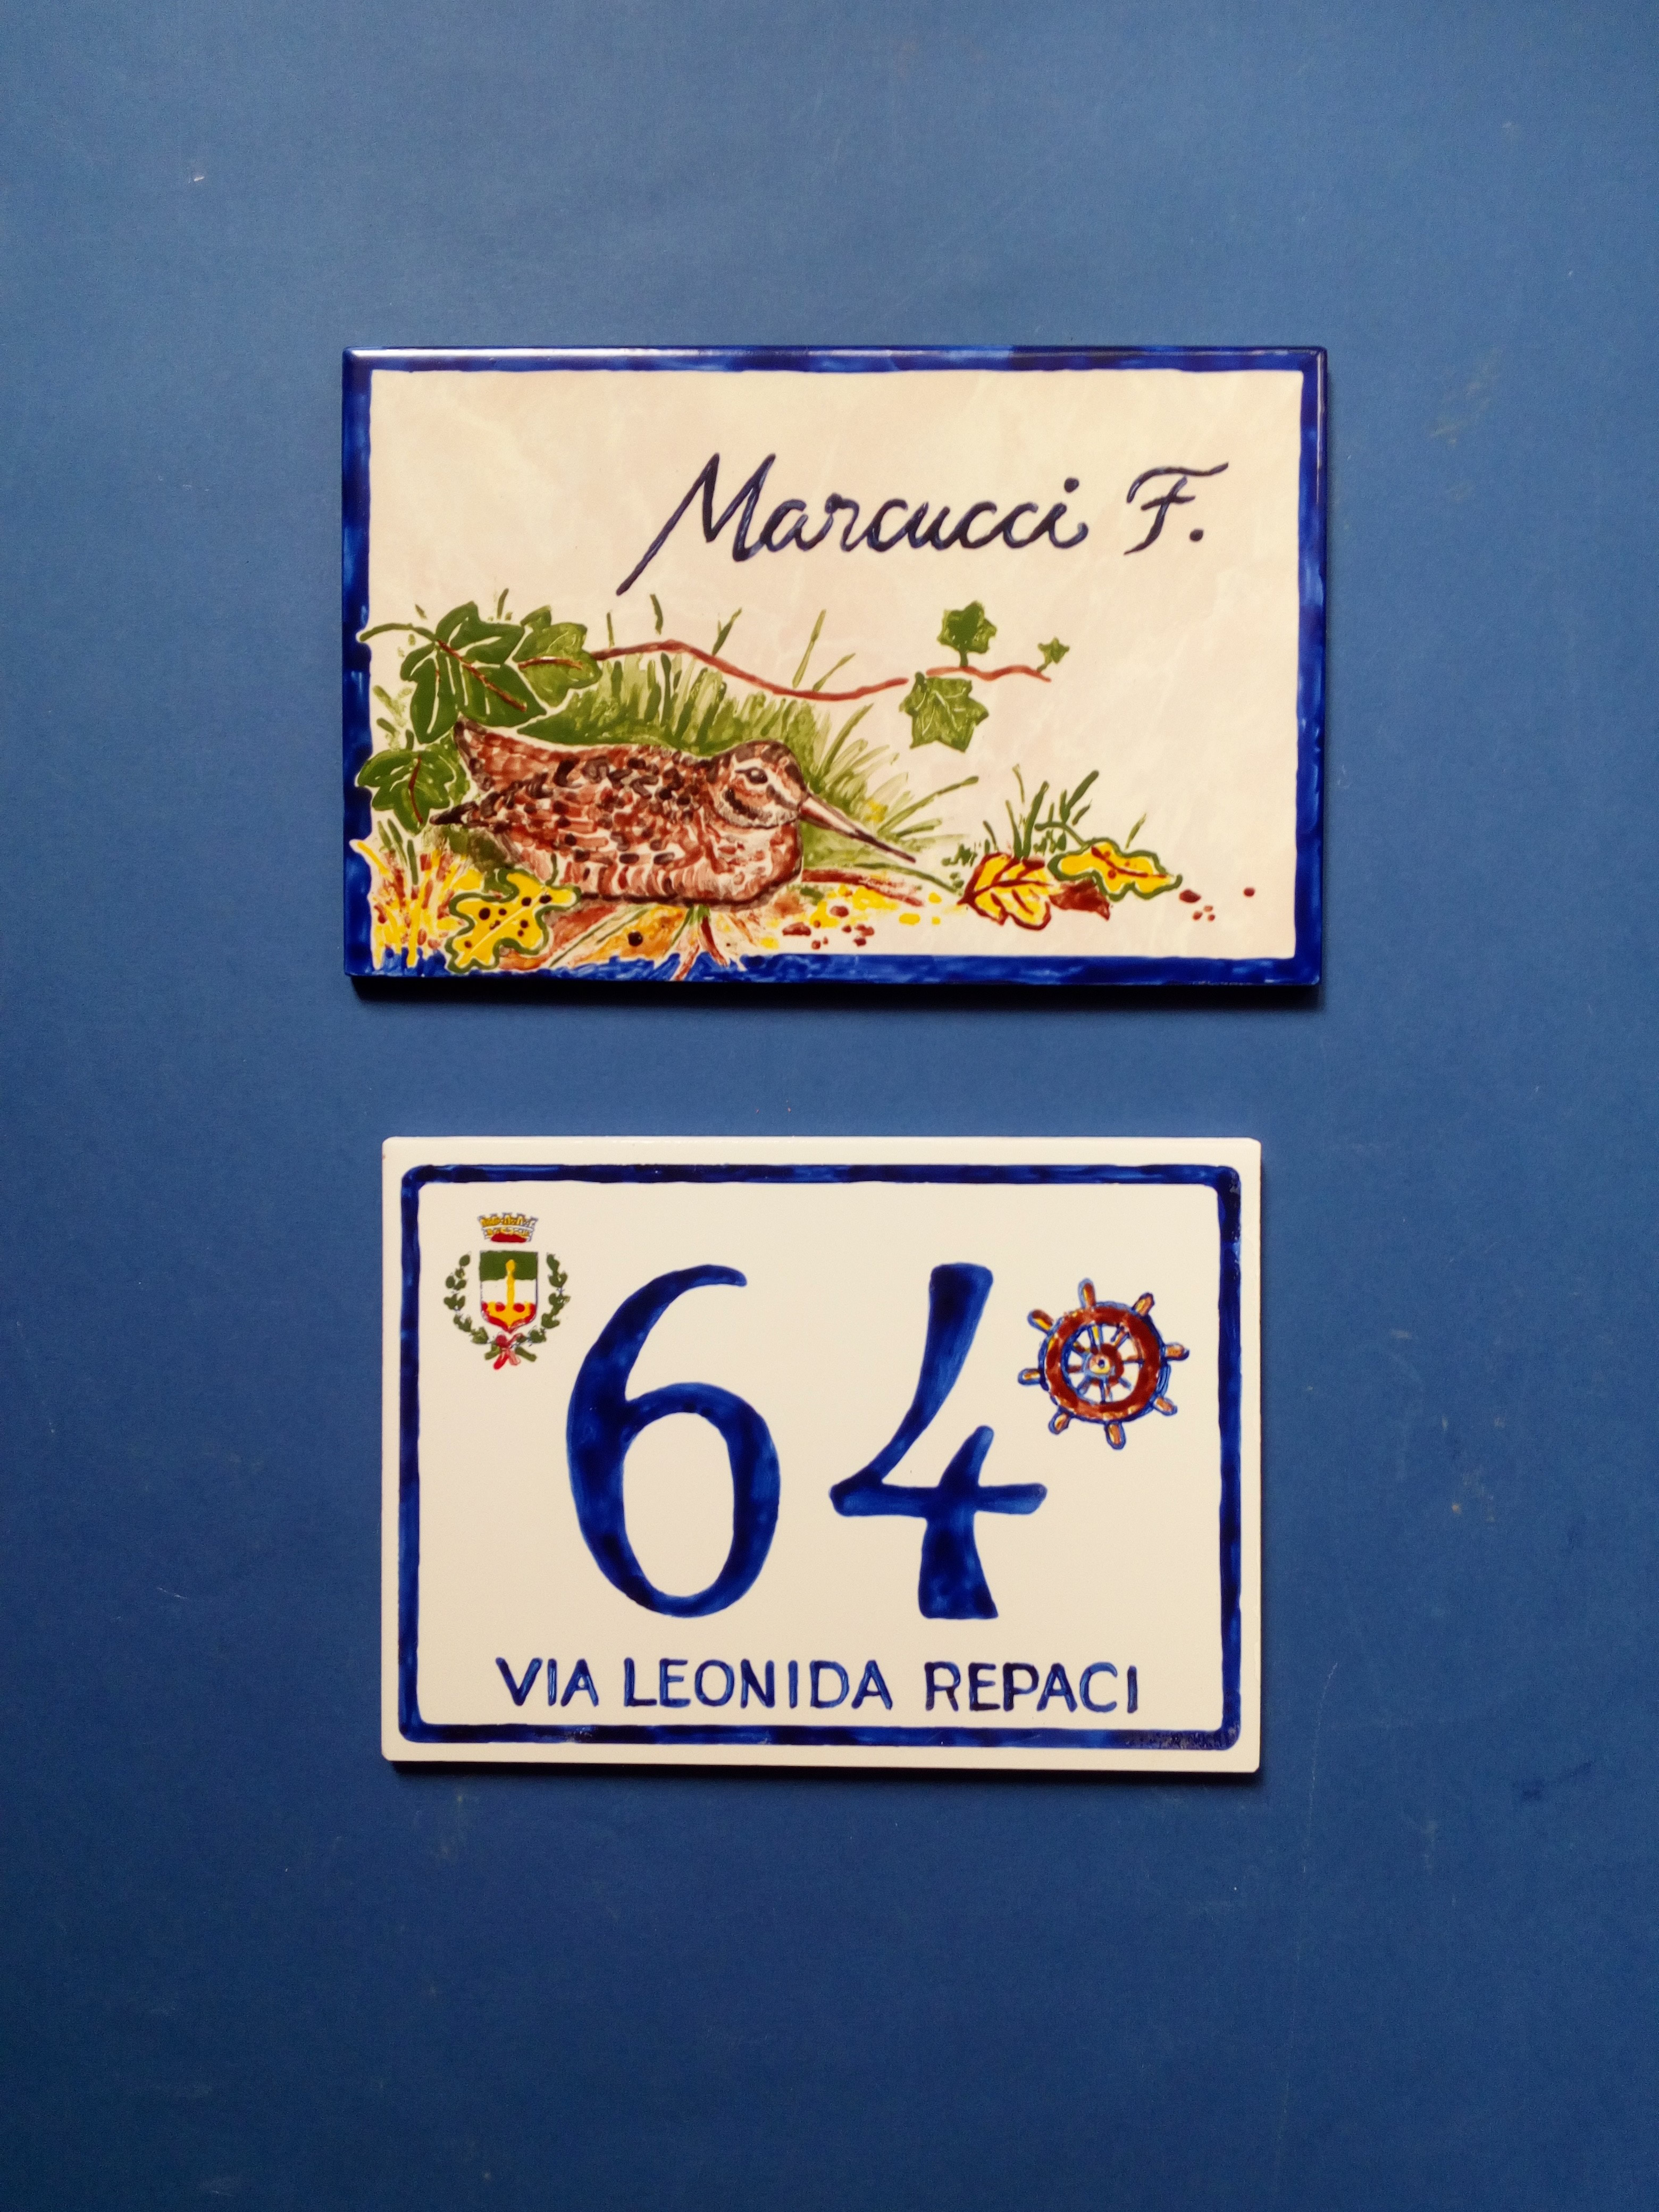 Marcucci F.
64
VIA LEONIDA REPACI